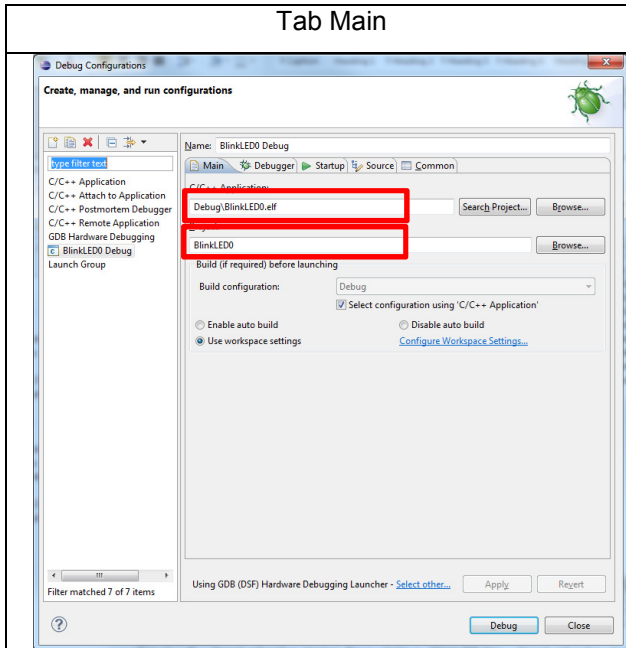 Tab Main
Debug Configurations
Create, manage, and run configurations
type filter text
C/C++ Application
C/C++ Attach to Application
C/C++ Postmortem Debugger
C/C++ Remote Application
GDB Hardware Debugging
BlinkLED0 Debug
Launch Group
Filter matched 7 of 7 items
Name: BlinkLED0 Debug
Main Debugger Startup Source Common
C/C++ Application:
Debug\BlinkLED0.elf Search Project... Browse...
BlinkLED0 Browse...
Build (if required) before launching
Build configuration: Debug
Select configuration using 'C/C++ Application'
Enable auto build Disable auto build
Use workspace settings Configure Workspace Settings...
Using GDB (DSF) Hardware Debugging Launcher - Select other... Apply Revert
Debug Close